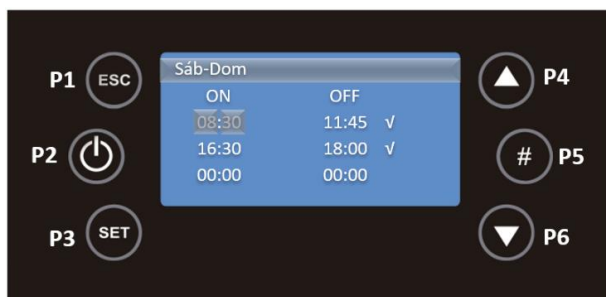 P1 ESC
Sáb-Dom
ON OFF
08:30 11:45 √
16:30 18:00 √
00:00 00:00
P2
P3 SET
P4
# P5
P6